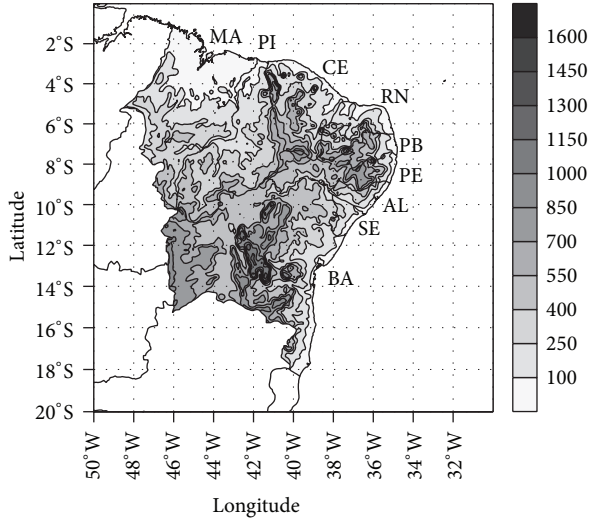 MA
PI
CE
RN
PB
PE
AL
SE
BA
2°S
4°S
6°S
8°S
10°S
12°S
14°S
16°S
18°S
20°S
Latitude
50°W
48°W
46°W
44°W
42°W
40°W
38°W
36°W
34°W
32°W
Longitude
1600
1450
1300
1150
1000
850
700
550
400
250
100